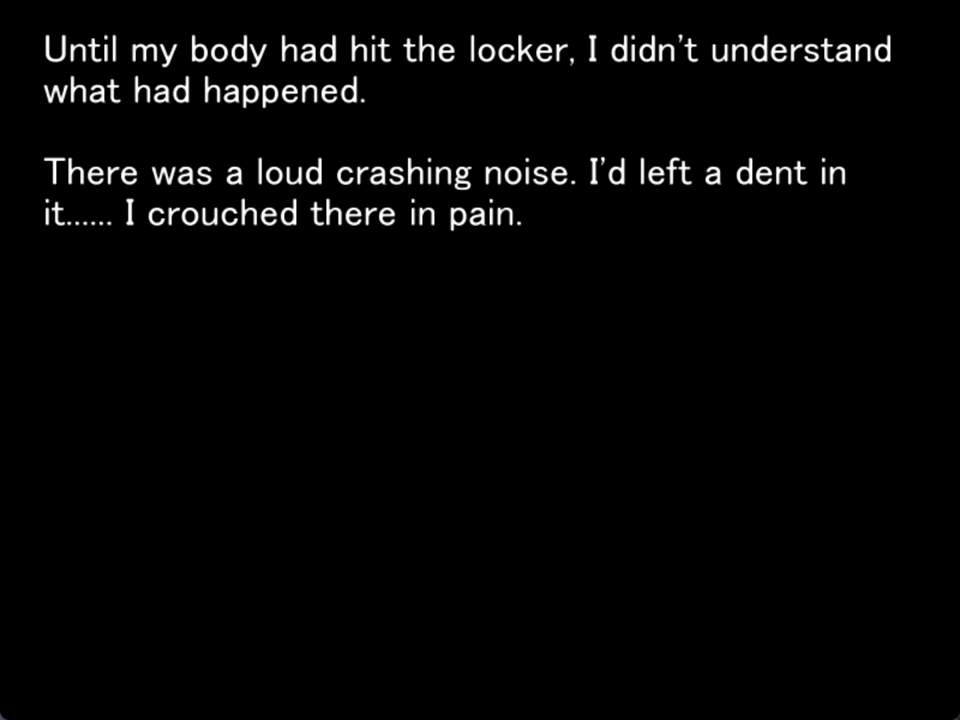 Until my body had hit the locker, I didn't understand
what had happened.
There was a loud crashing noise. I'd left a dent in
it...... I crouched there in pain.